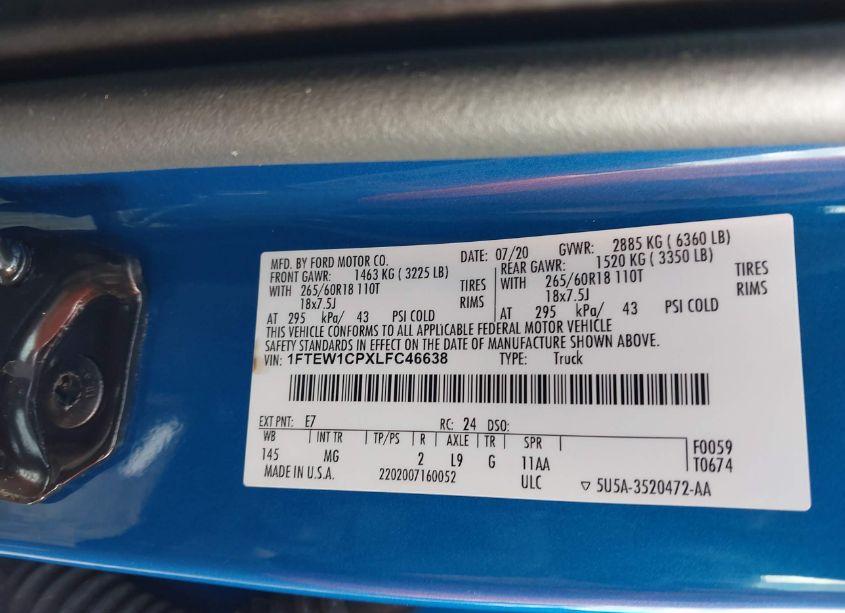 MFD. BY FORD MOTOR CO. DATE: 07/20 GVWR: 2885 KG ( 6360 LB)
FRONT GAWR: 1463 KG ( 3225 LB) REAR GAWR: 1520 KG ( 3350 LB)
WITH 265/60R18 110T TIRES WITH 265/60R18 110T TIRES
18x7.5J RIMS 18x7.5J RIMS
AT 295 kPa/ 43 PSI COLD AT 295 kPa/ 43 PSI COLD
THIS VEHICLE CONFORMS TO ALL APPLICABLE FEDERAL MOTOR VEHICLE
SAFETY STANDARDS IN EFFECT ON THE DATE OF MANUFACTURE SHOWN ABOVE.
VIN: 1FTEW1CPXLFC46638 TYPE: Truck
EXT PNT: E7 RC: 24 DSO:
WB INT TR TP/PS R AXLE TR SPR F0059
145 MG 2 L9 G 11AA T0674
MADE IN U.S.A. 2202007160052 ULC ▽ 5U5A-3520472-AA